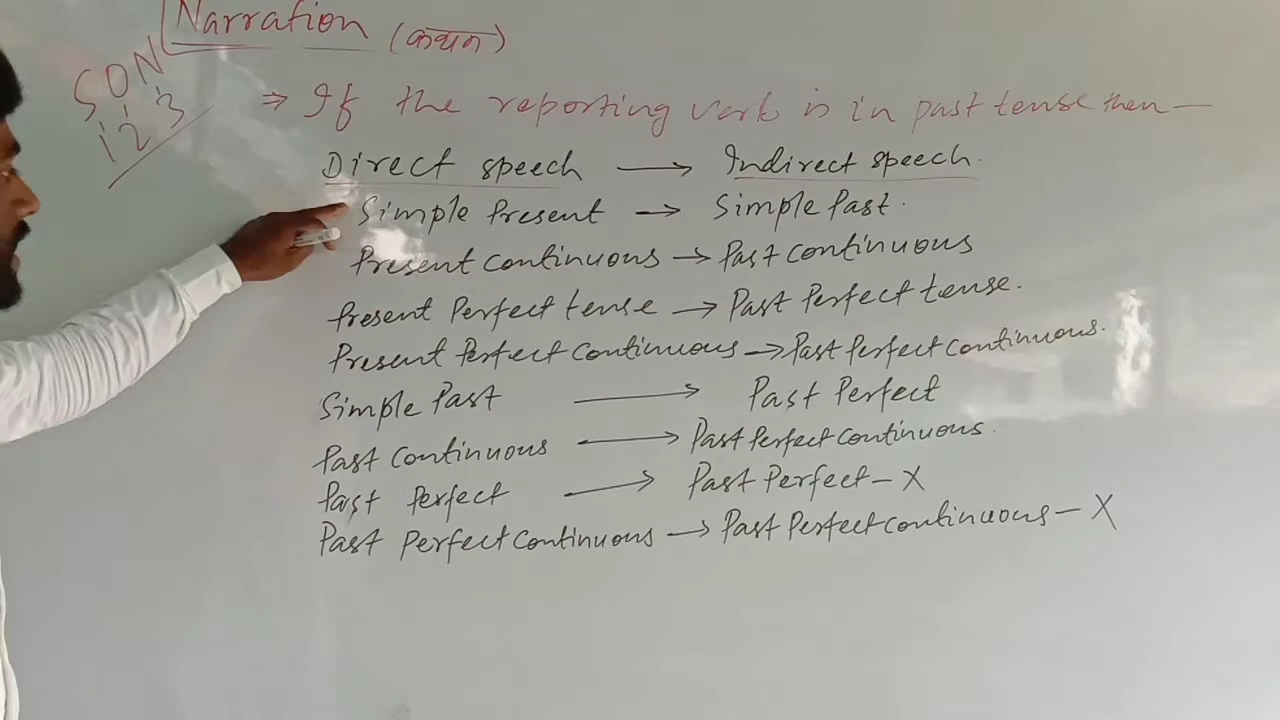 Narration (कथन)
SON
1 2 3
⇒ If the reporting verb is in past tense then —
Direct speech → Indirect speech.
Simple Present → Simple Past.
Present continuous → Past continuous
Present Perfect tense → Past Perfect tense.
Present Perfect continuous → Past Perfect continuous.
Simple Past → Past Perfect
Past continuous → Past Perfect continuous.
Past Perfect → Past Perfect - X
Past Perfect continuous → Past Perfect continuous - X